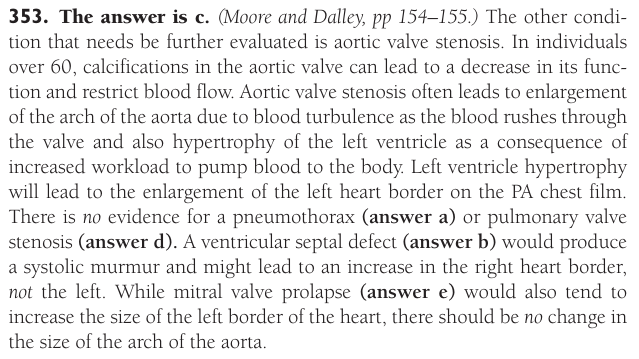 353. The answer is c. (Moore and Dalley, pp 154–155.) The other condi-
tion that needs be further evaluated is aortic valve stenosis. In individuals
over 60, calcifications in the aortic valve can lead to a decrease in its func-
tion and restrict blood flow. Aortic valve stenosis often leads to enlargement
of the arch of the aorta due to blood turbulence as the blood rushes through
the valve and also hypertrophy of the left ventricle as a consequence of
increased workload to pump blood to the body. Left ventricle hypertrophy
will lead to the enlargement of the left heart border on the PA chest film.
There is no evidence for a pneumothorax (answer a) or pulmonary valve
stenosis (answer d). A ventricular septal defect (answer b) would produce
a systolic murmur and might lead to an increase in the right heart border,
not the left. While mitral valve prolapse (answer e) would also tend to
increase the size of the left border of the heart, there should be no change in
the size of the arch of the aorta.